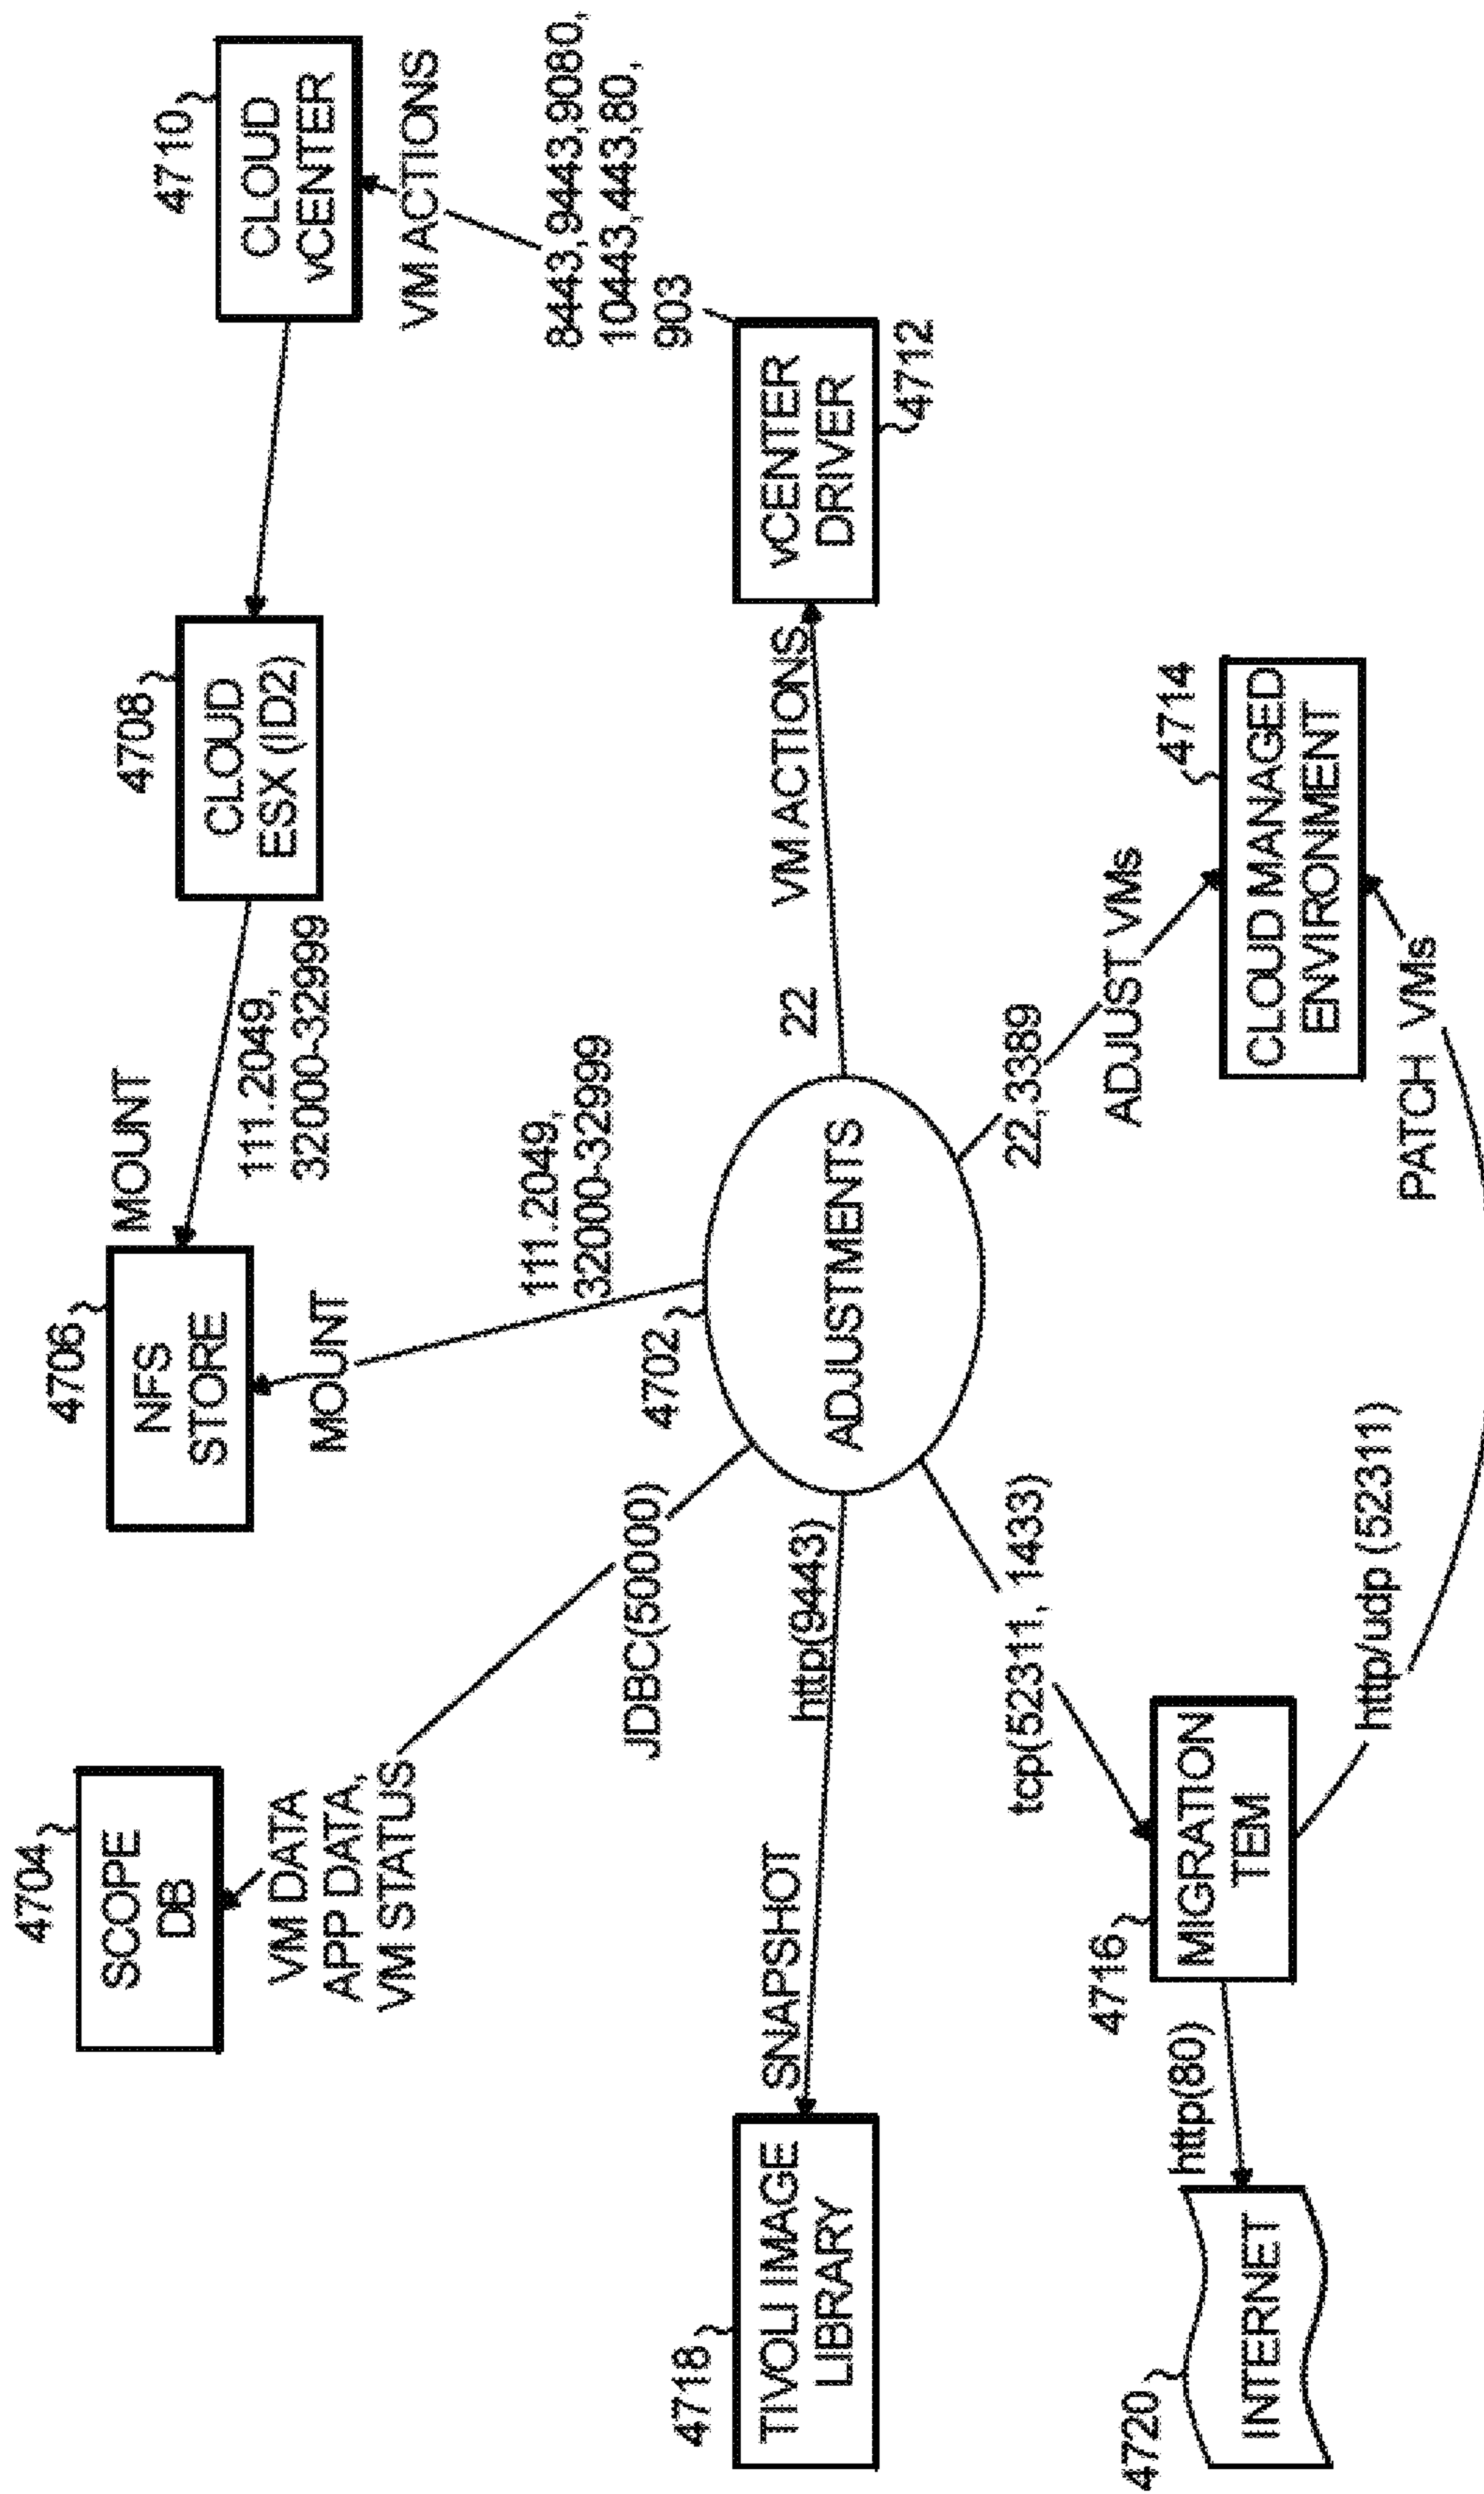 4704
SCOPE
DB
VM DATA
APP DATA,
VM STATUS
JDBC(50000)
4706
NFS
STORE
MOUNT
111.2049,
32000-32999
MOUNT
111.2049,
32000-32999
4708
CLOUD
ESX (ID2)
4710
CLOUD
vCENTER
VM ACTIONS
8443,9443,9080,
10443,443,80,
903
4718
TIVOLI IMAGE
LIBRARY
SNAPSHOT
http(9443)
4702
ADJUSTMENTS
22
VM ACTIONS
vCENTER
DRIVER
4712
4720
INTERNET
http(80)
4716
MIGRATION
TEM
tcp(52311, 1433)
http/udp (52311)
22,3389
ADJUST VMs
4714
CLOUD MANAGED
ENVIRONMENT
PATCH VMs